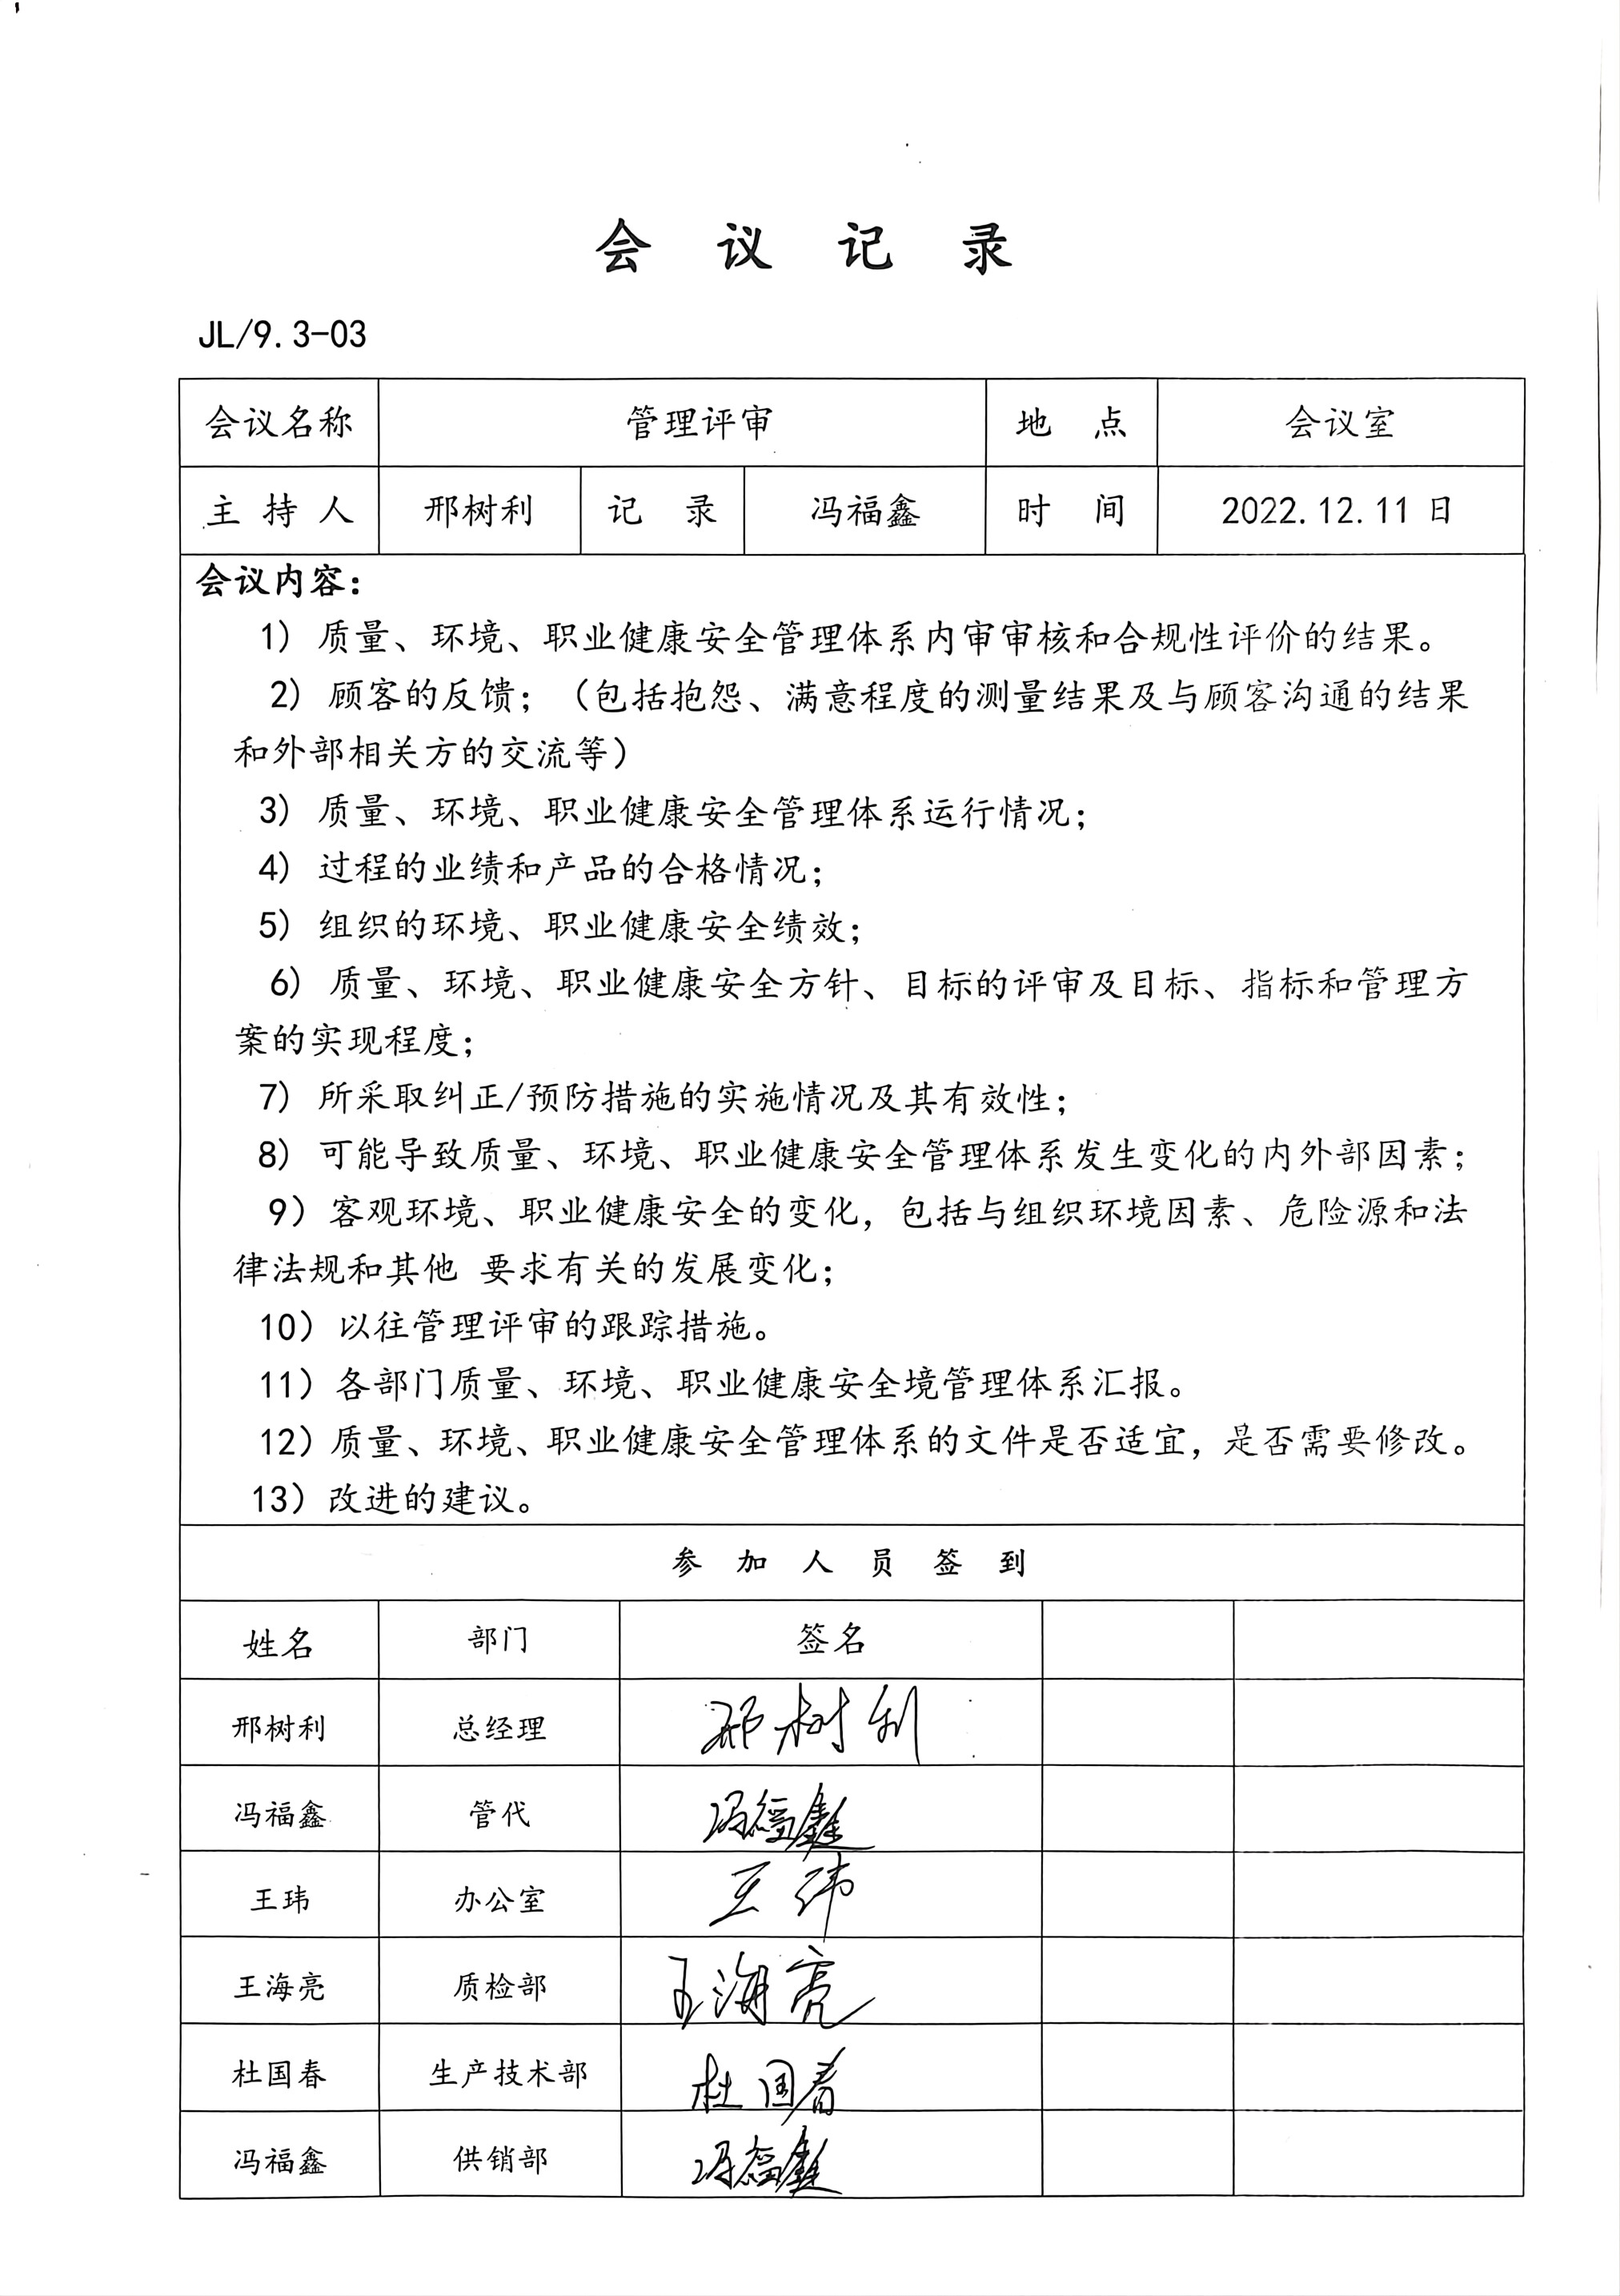 会 议 记 录
JL/9.3-03
会议名称 管理评审 地 点 会议室
主 持 人 邢树利 记 录 冯福鑫 时 间 2022.12.11 日
会议内容：
1) 质量、环境、职业健康安全管理体系内审审核和合规性评价的结果。
2) 顾客的反馈；（包括抱怨、满意程度的测量结果及与顾客沟通的结果
和外部相关方的交流等）
3) 质量、环境、职业健康安全管理体系运行情况；
4) 过程的业绩和产品的合格情况；
5) 组织的环境、职业健康安全绩效；
6) 质量、环境、职业健康安全方针、目标的评审及目标、指标和管理方
案的实现程度；
7) 所采取纠正/预防措施的实施情况及其有效性；
8) 可能导致质量、环境、职业健康安全管理体系发生变化的内外部因素；
9）客观环境、职业健康安全的变化，包括与组织环境因素、危险源和法
律法规和其他 要求有关的发展变化；
10）以往管理评审的跟踪措施。
11）各部门质量、环境、职业健康安全境管理体系汇报。
12）质量、环境、职业健康安全管理体系的文件是否适宜，是否需要修改。
13）改进的建议。
参 加 人 员 签 到
姓名 部门 签名
邢树利 总经理 邢树利
冯福鑫 管代 冯福鑫
王玮 办公室 王玮
王海亮 质检部 王海亮
杜国春 生产技术部 杜国春
冯福鑫 供销部 冯福鑫